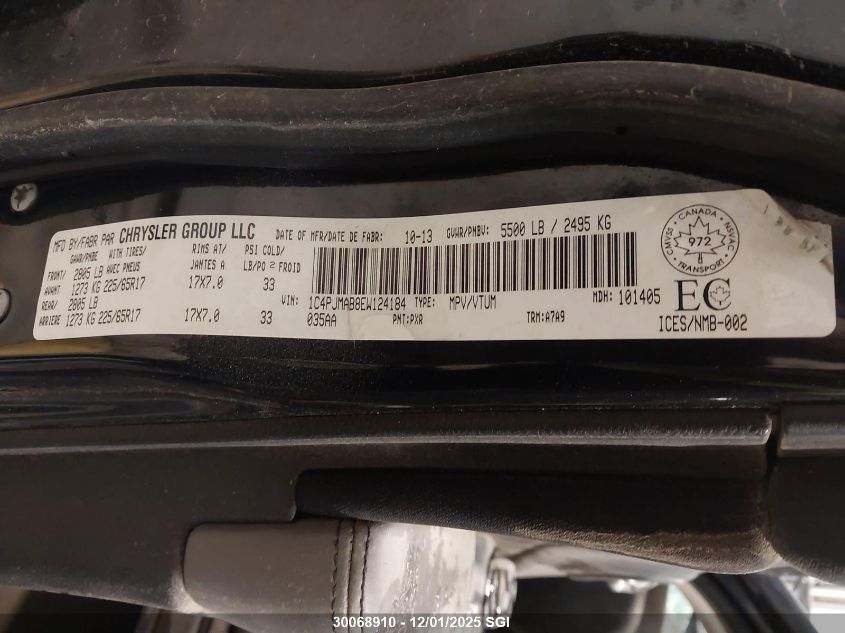 MFD BY/FABR PAR CHRYSLER GROUP LLC DATE OF MFR/DATE DE FABR: 10-13 GVWR/PNBV: 5500 LB / 2495 KG
GAWR/PNBE WITH TIRES/ RIMS AT/ PSI COLD/
AVEC PNEUS JANTES A LB/PO² FROID
FRONT/ 2805 LB
AVANT 1273 KG 225/65R17 17X7.0 33
REAR/ 2805 LB
ARRIERE 1273 KG 225/65R17 17X7.0 33
VIN: 1C4PJMAB8EW124184 TYPE: MPV/VTUM MDH: 101405
035AA PNT:PXR TRM:A7A9
CMVSS NSVAC
CANADA
972
TRANSPORT
EC
ICES/NMB-002
30068910 - 12/01/2025 SGI